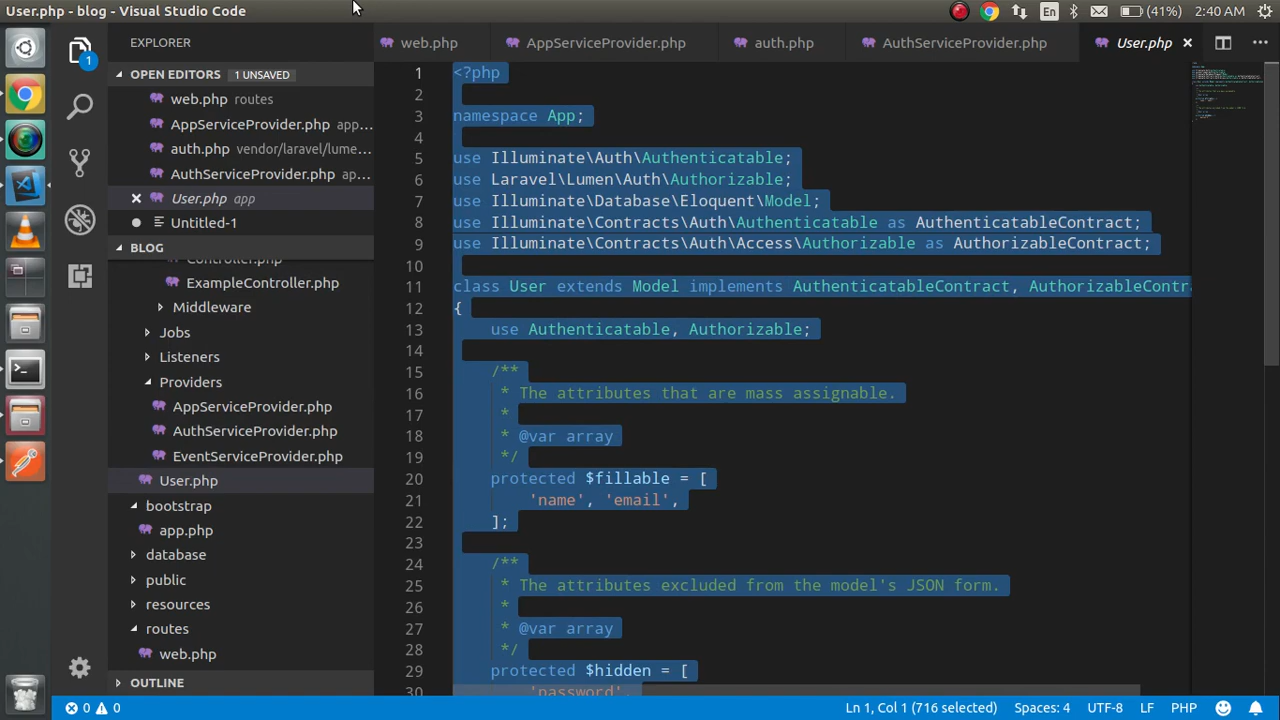 User.php - blog - Visual Studio Code
En
(41%)
2:40 AM
EXPLORER
web.php
AppServiceProvider.php
auth.php
AuthServiceProvider.php
User.php
1
OPEN EDITORS
1 UNSAVED
web.php routes
AppServiceProvider.php app...
auth.php vendor/laravel/lume...
AuthServiceProvider.php ap...
User.php app
Untitled-1
BLOG
Controller.php
ExampleController.php
Middleware
Jobs
Listeners
Providers
AppServiceProvider.php
AuthServiceProvider.php
EventServiceProvider.php
User.php
bootstrap
app.php
database
public
resources
routes
web.php
OUTLINE
1 <?php
2
3 namespace App;
4
5 use Illuminate\Auth\Authenticatable;
6 use Laravel\Lumen\Auth\Authorizable;
7 use Illuminate\Database\Eloquent\Model;
8 use Illuminate\Contracts\Auth\Authenticatable as AuthenticatableContract;
9 use Illuminate\Contracts\Auth\Access\Authorizable as AuthorizableContract;
10
11 class User extends Model implements AuthenticatableContract, AuthorizableContra
12 {
13 use Authenticatable, Authorizable;
14
15 /**
16 * The attributes that are mass assignable.
17 *
18 * @var array
19 */
20 protected $fillable = [
21 'name', 'email',
22 ];
23
24 /**
25 * The attributes excluded from the model's JSON form.
26 *
27 * @var array
28 */
29 protected $hidden = [
30 'password',
0 0
Ln 1, Col 1 (716 selected)
Spaces: 4
UTF-8
LF
PHP